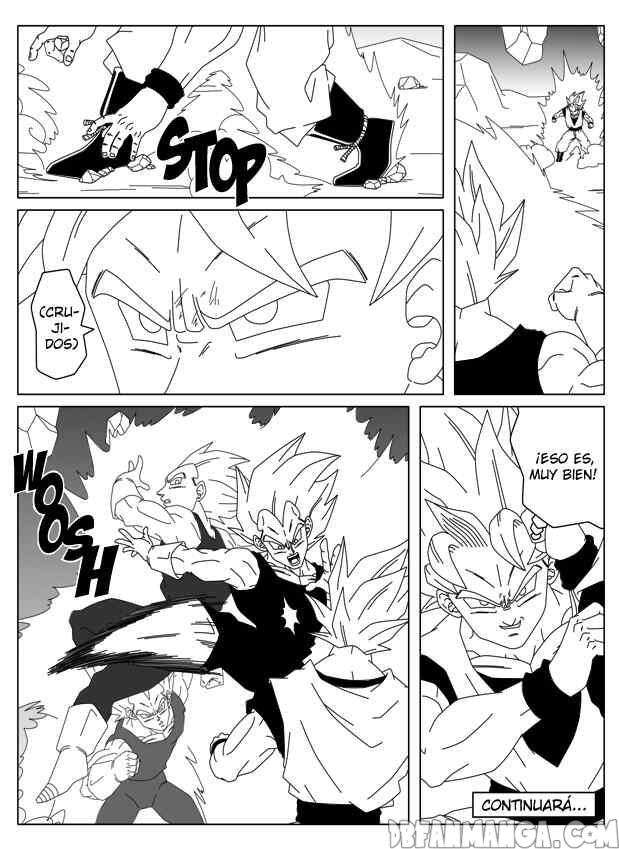 STOP
(CRU-
JI-
DOS)
WOOSH
¡ESO ES,
MUY BIEN!
CONTINUARÁ...
DBFANMANGA.COM